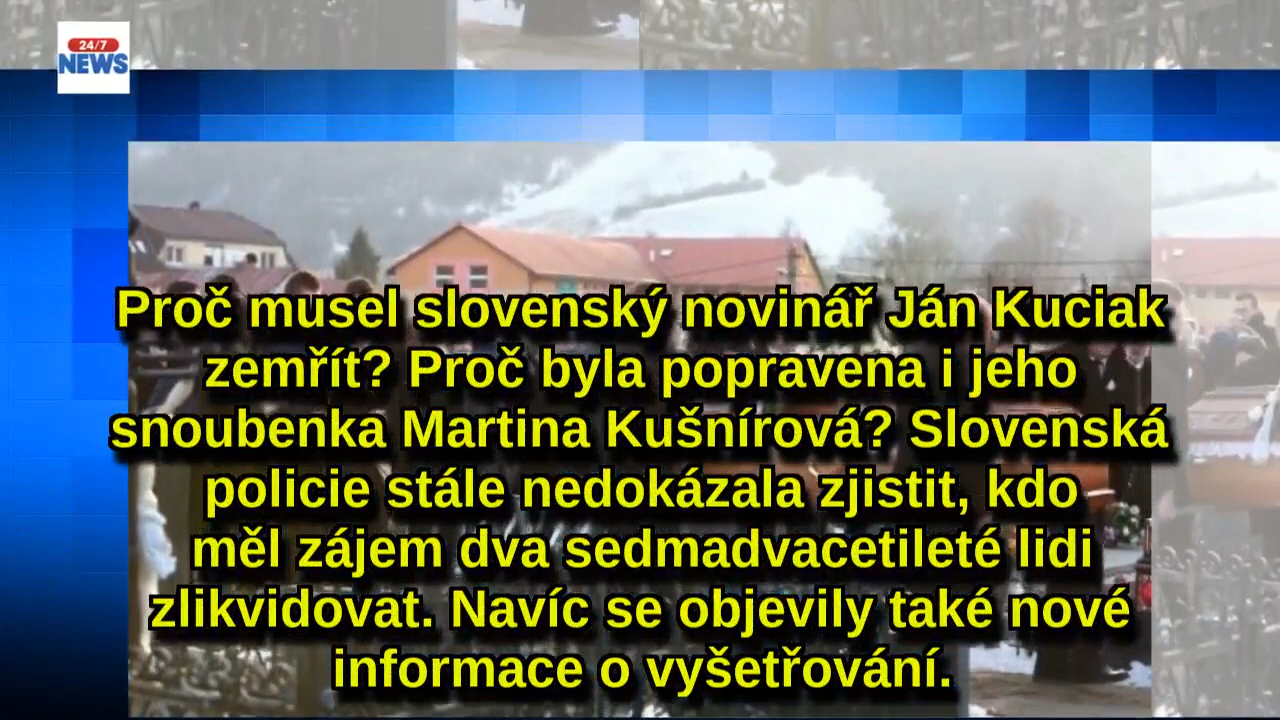 24/7
NEWS
Proč musel slovenský novinář Ján Kuciak
zemřít? Proč byla popravena i jeho
snoubenka Martina Kušnírová? Slovenská
policie stále nedokázala zjistit, kdo
měl zájem dva sedmadvacetileté lidi
zlikvidovat. Navíc se objevily také nové
informace o vyšetřování.